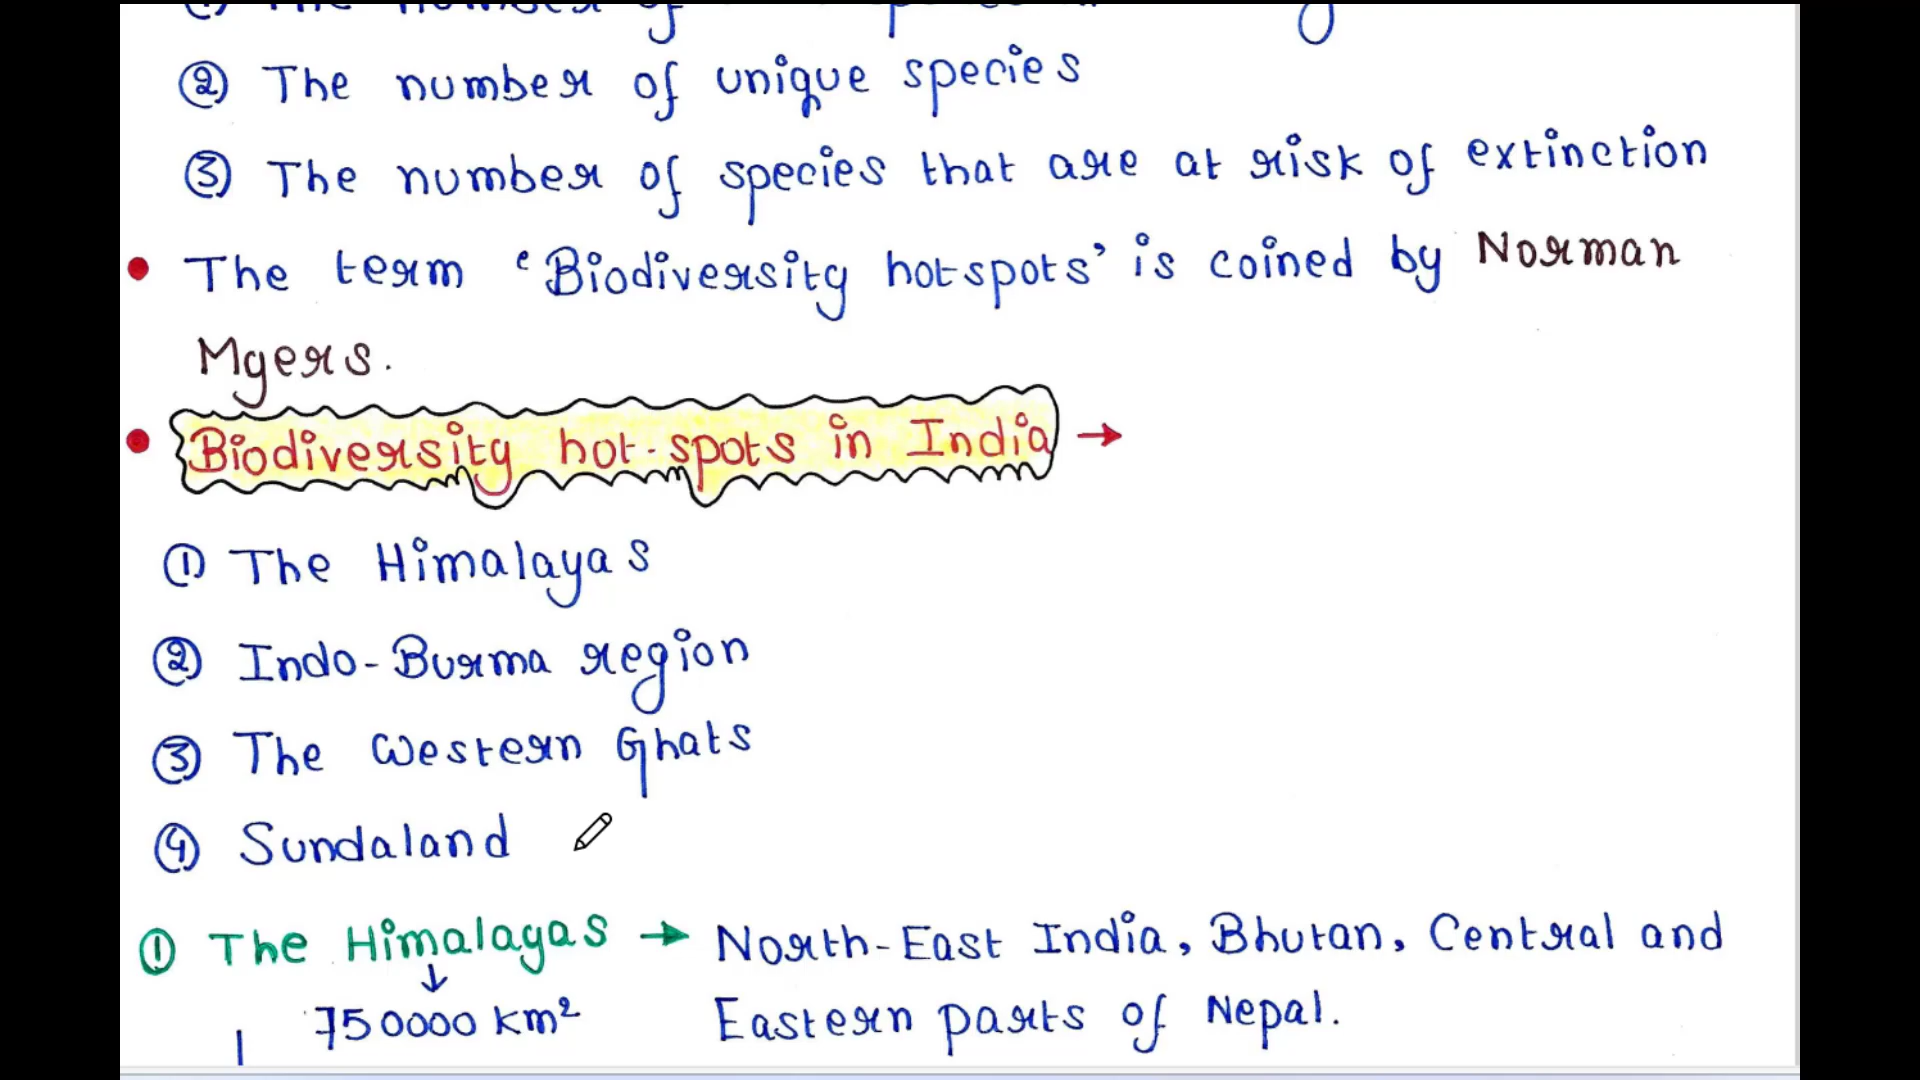 ② The number of unique species
③ The number of species that are at risk of extinction
• The term ‘Biodiversity hotspots’ is coined by Norman
Myers.
• Biodiversity hot-spots in India →
① The Himalayas
② Indo-Burma region
③ The Western Ghats
④ Sundaland
① The Himalayas → North-East India, Bhutan, Central and
↓
750000 km² Eastern parts of Nepal.